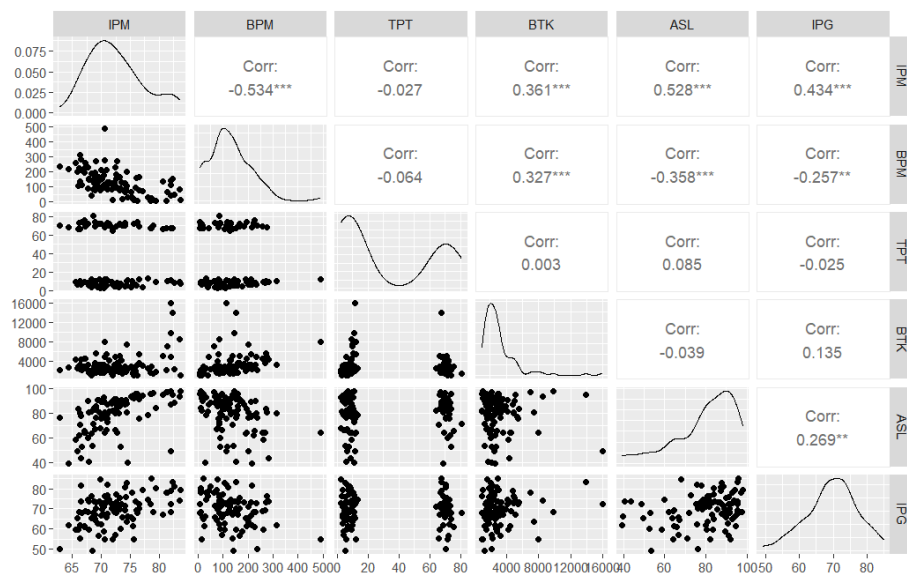 IPM BPM TPT BTK ASL IPG
0.075
0.050
0.025
0.000
Corr:
-0.534***
Corr:
-0.027
Corr:
0.361***
Corr:
0.528***
Corr:
0.434***
IPM
500
400
300
200
100
0
Corr:
-0.064
Corr:
0.327***
Corr:
-0.358***
Corr:
-0.257**
BPM
80
60
40
20
0
Corr:
0.003
Corr:
0.085
Corr:
-0.025
TPT
16000
12000
8000
4000
Corr:
-0.039
Corr:
0.135
BTK
100
80
60
40
Corr:
0.269**
ASL
80
70
60
50
IPG
65 70 75 80 0 100 200 300 400 500 0 20 40 60 80 4000 8000 12000 16000 40 60 80 100 50 60 70 80